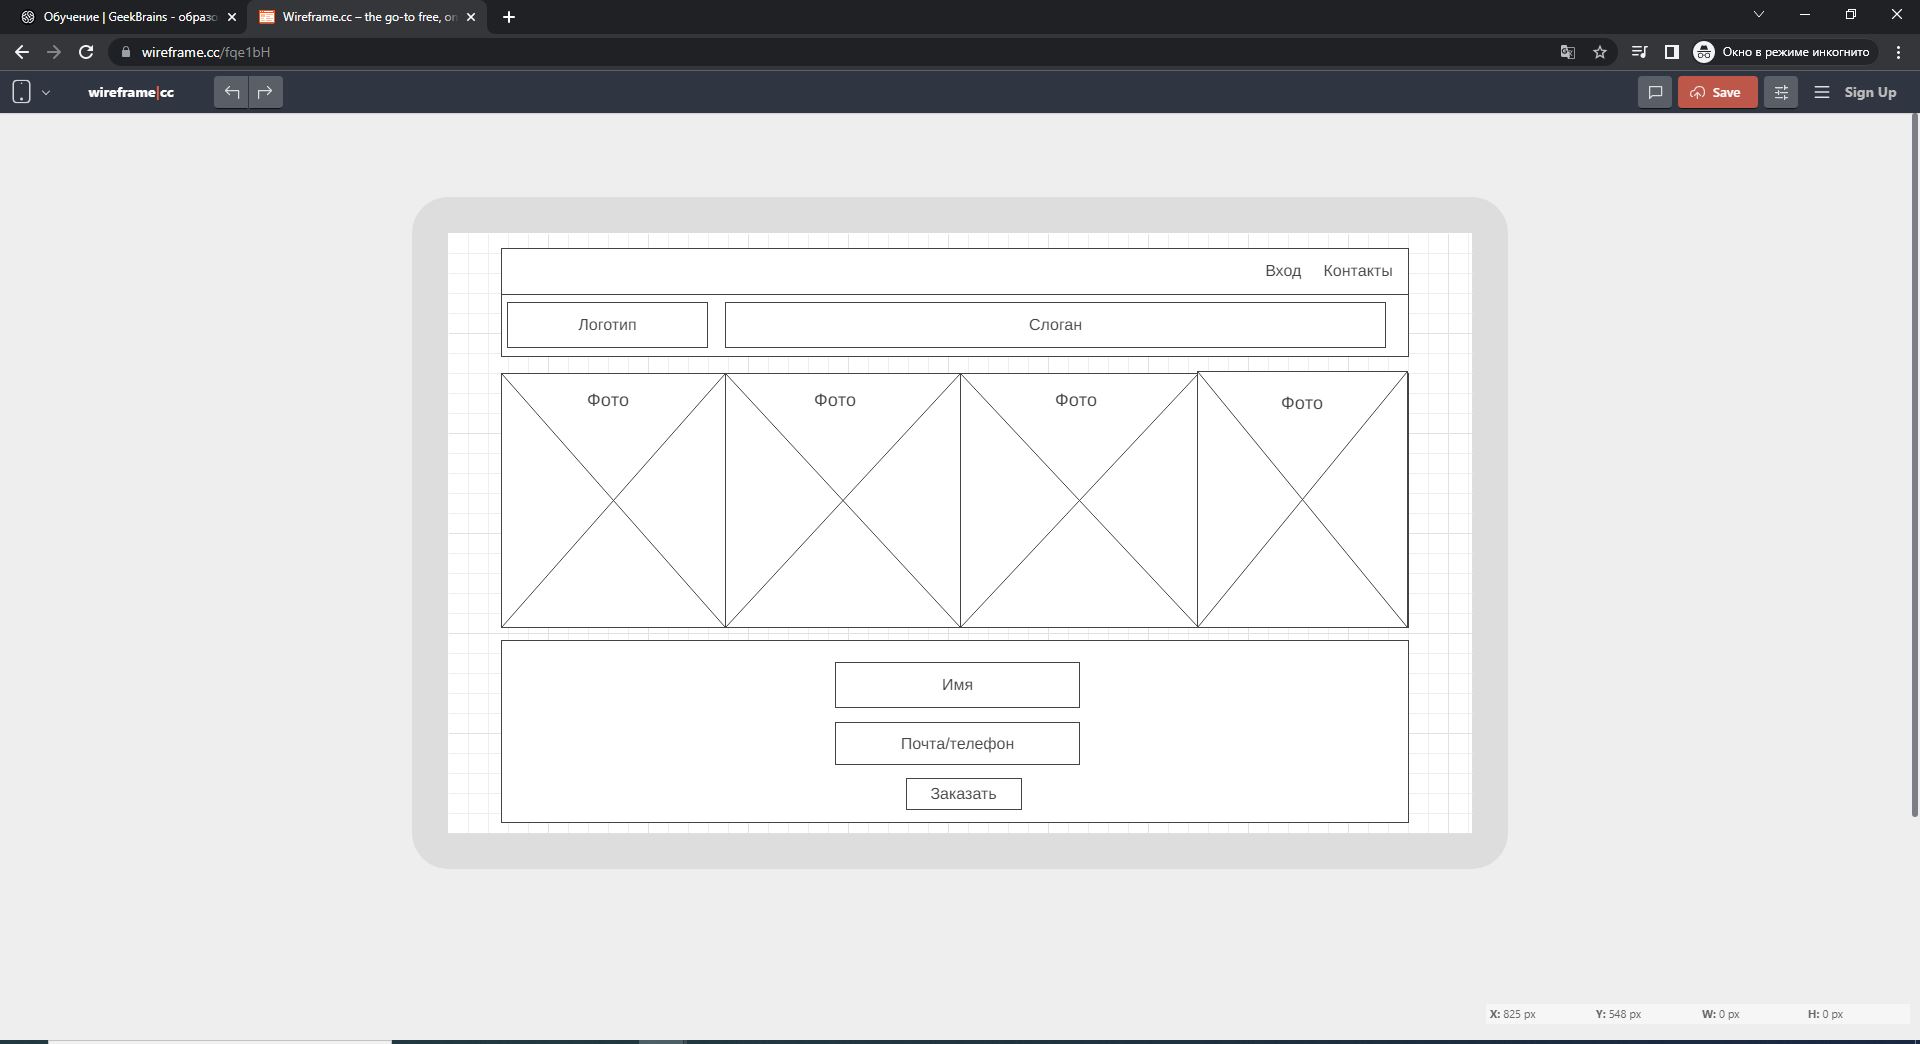 Обучение | GeekBrains - образо
Wireframe.cc – the go-to free, on
wireframe.cc/fqe1bH
Окно в режиме инкогнито
wireframe|cc
Save
Sign Up
Вход Контакты
Логотип Слоган
Фото Фото Фото Фото
Имя
Почта/телефон
Заказать
X: 825 px Y: 548 px W: 0 px H: 0 px